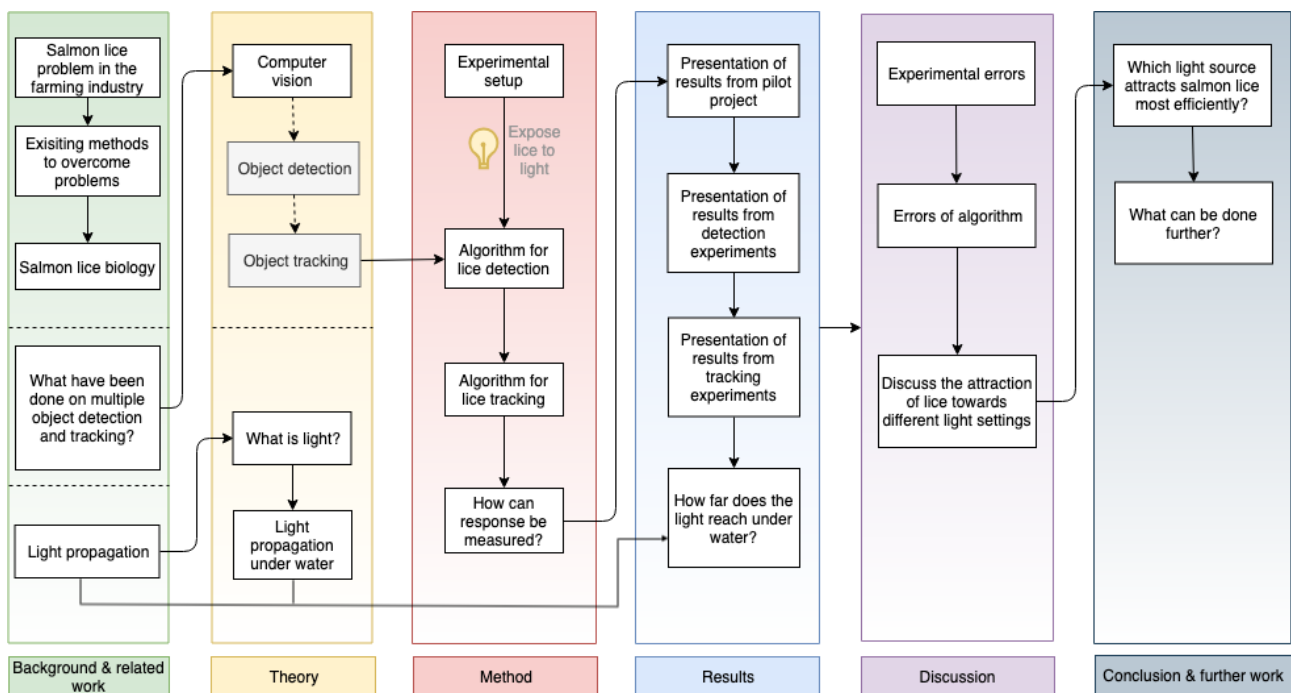 Salmon lice
problem in the
farming industry
Exisiting methods
to overcome
problems
Salmon lice biology
What have been
done on multiple
object detection
and tracking?
Light propagation
Background & related
work
Computer
vision
Object detection
Object tracking
What is light?
Light
propagation
under water
Theory
Experimental
setup
Expose
lice to
light
Algorithm for
lice detection
Algorithm for
lice tracking
How can
response be
measured?
Method
Presentation of
results from pilot
project
Presentation of
results from
detection
experiments
Presentation of
results from
tracking
experiments
How far does the
light reach under
water?
Results
Experimental errors
Errors of algorithm
Discuss the attraction
of lice towards
different light settings
Discussion
Which light source
attracts salmon lice
most efficiently?
What can be done
further?
Conclusion & further work